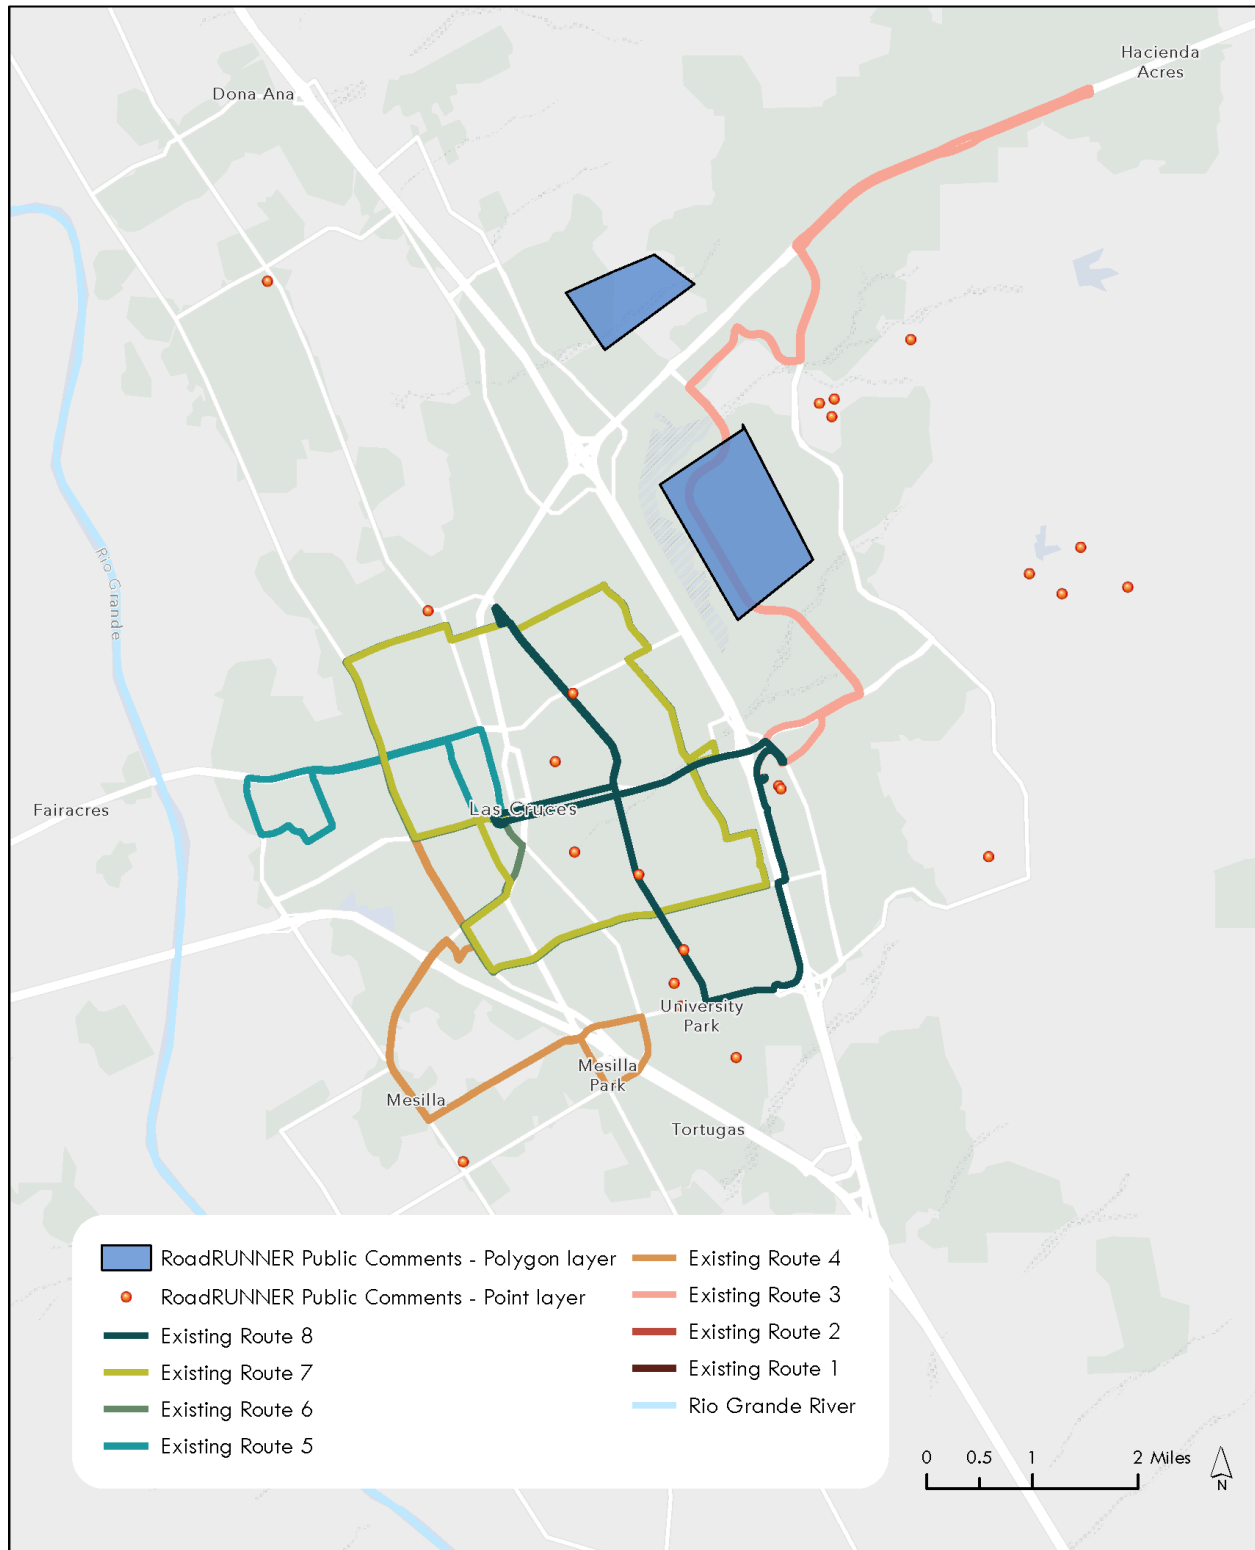 Hacienda
Acres
Dona Ana
Rio Grande
Fairacres
Las Cruces
University
Park
Mesilla
Park
Mesilla
Tortugas
RoadRUNNER Public Comments - Polygon layer
RoadRUNNER Public Comments - Point layer
Existing Route 8
Existing Route 7
Existing Route 6
Existing Route 5
Existing Route 4
Existing Route 3
Existing Route 2
Existing Route 1
Rio Grande River
0 0.5 1 2 Miles
N